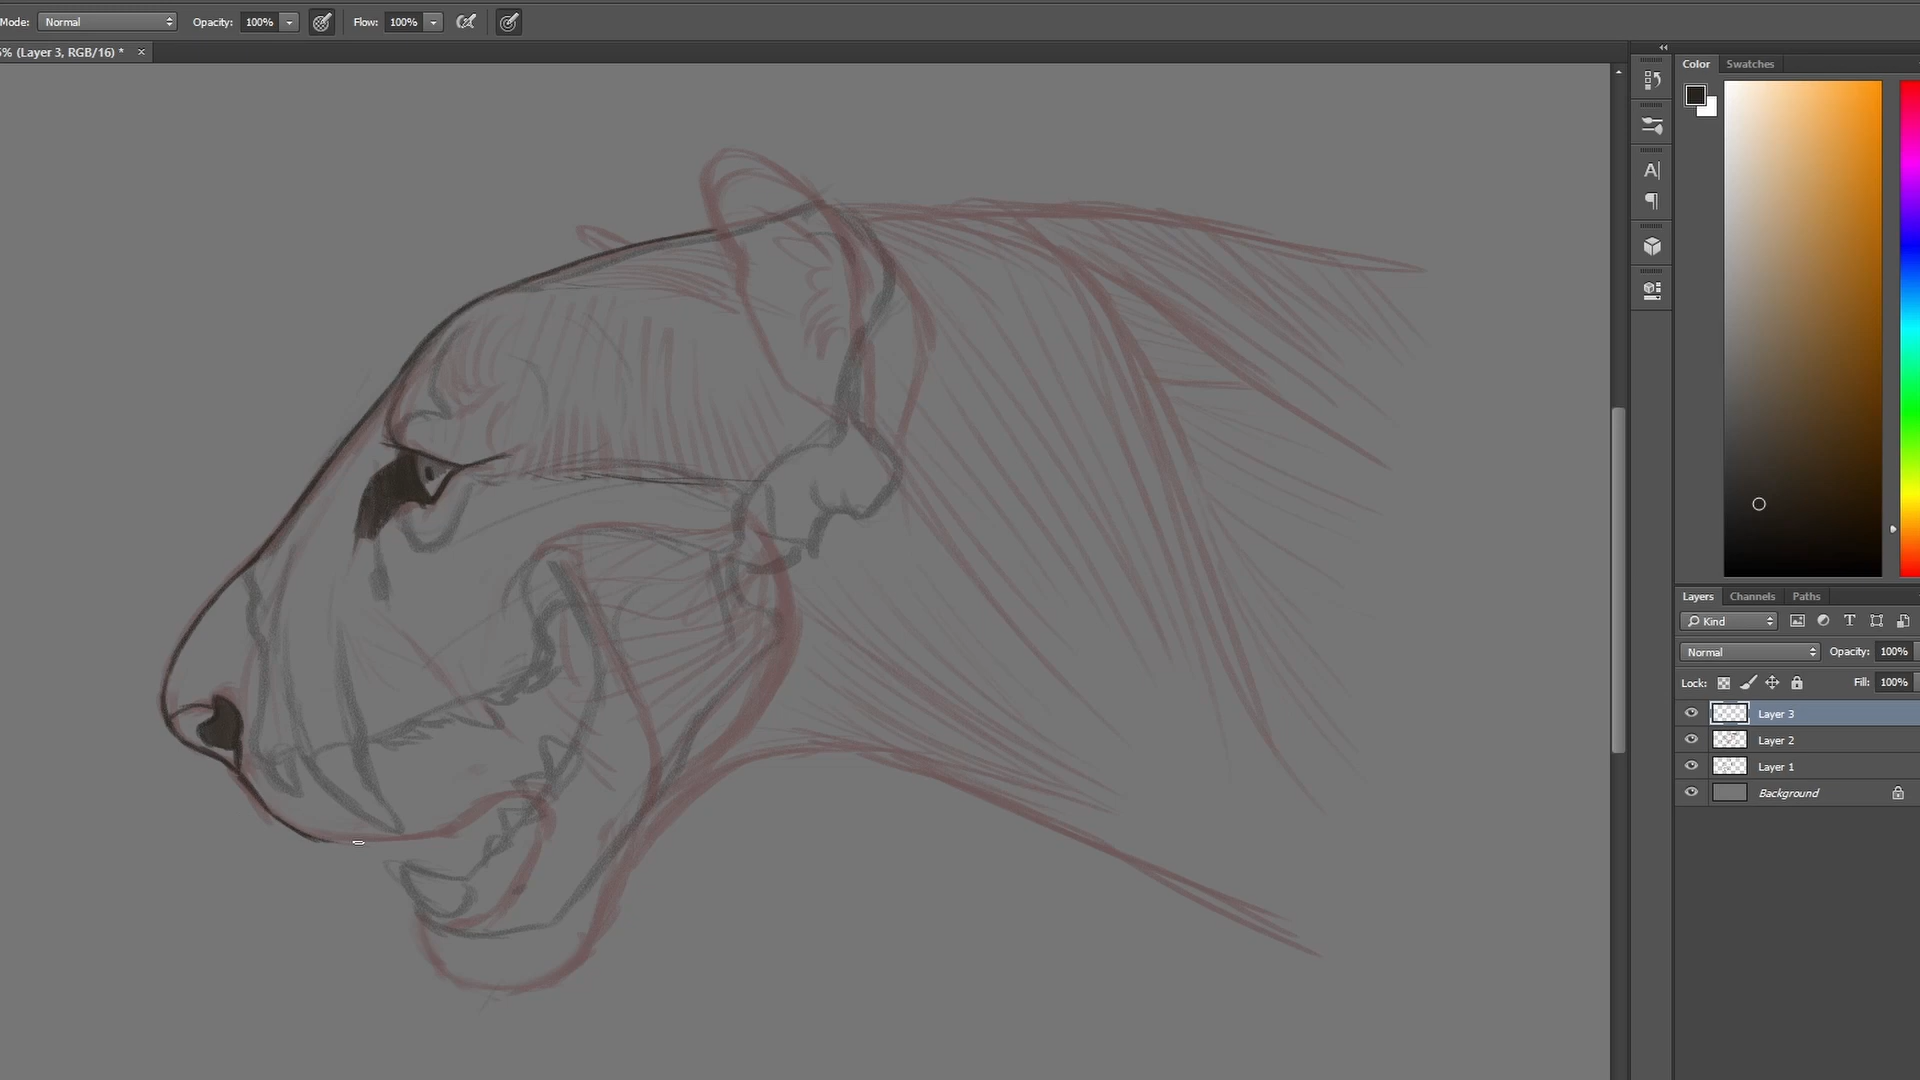 Mode: Normal Opacity: 100% Flow: 100%
% (Layer 3, RGB/16) * ×
Color Swatches
A|
Layers Channels Paths
Kind T
Normal Opacity: 100%
Lock: Fill: 100%
Layer 3
Layer 2
Layer 1
Background